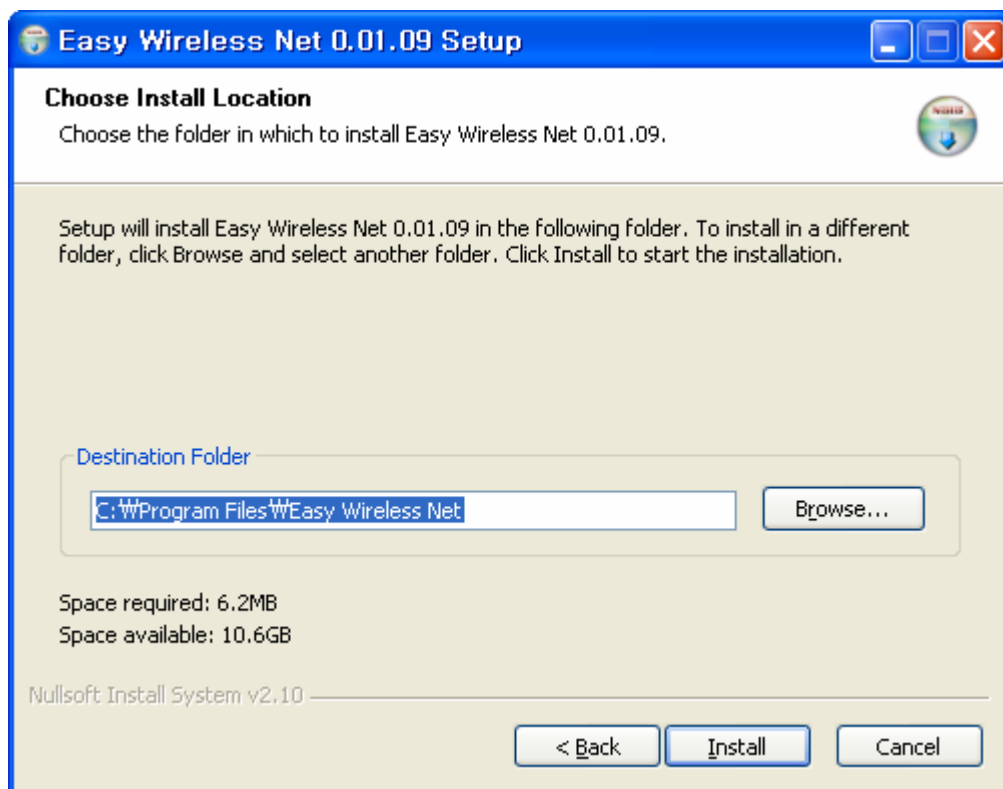 Easy Wireless Net 0.01.09 Setup
Choose Install Location
Choose the folder in which to install Easy Wireless Net 0.01.09.
Setup will install Easy Wireless Net 0.01.09 in the following folder. To install in a different
folder, click Browse and select another folder. Click Install to start the installation.
Destination Folder
C:₩Program Files₩Easy Wireless Net
Browse...
Space required: 6.2MB
Space available: 10.6GB
Nullsoft Install System v2.10
< Back
Install
Cancel